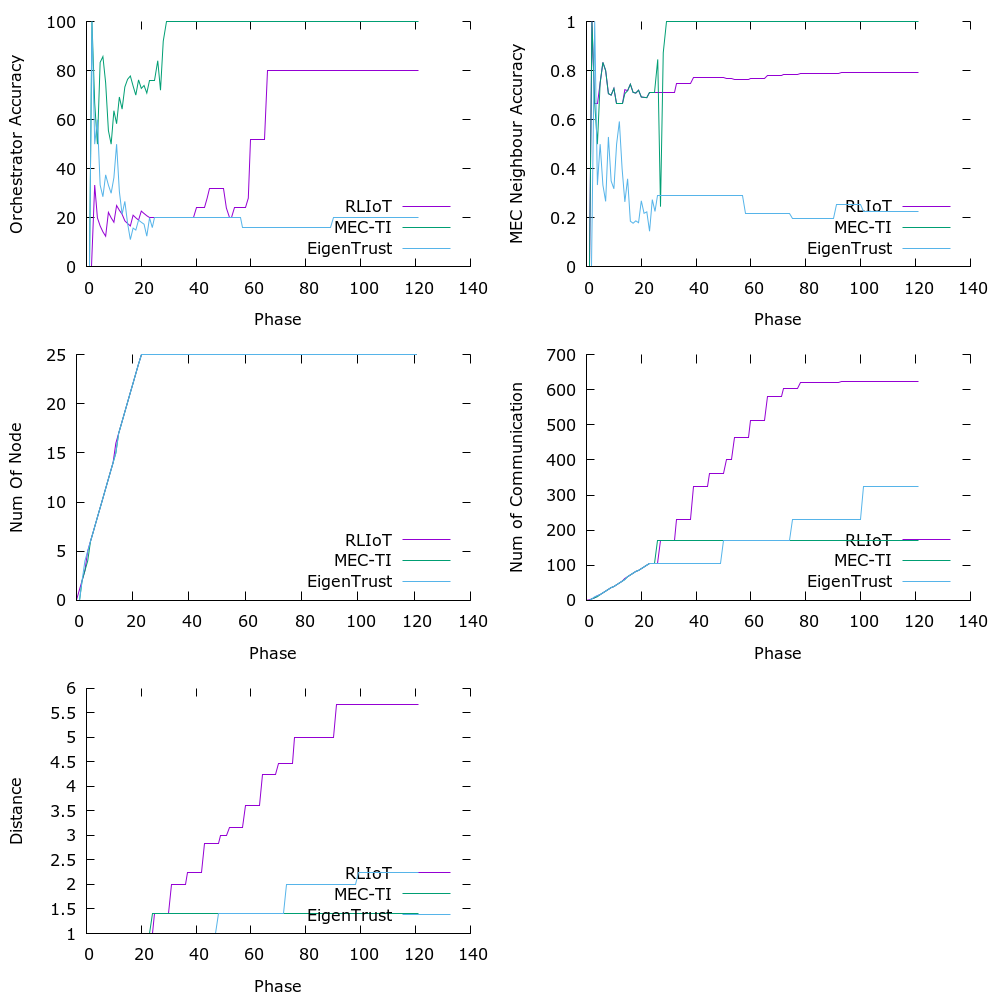 Orchestrator Accuracy
100
80
60
40
20
0
RLIoT
MEC-TI
EigenTrust
0 20 40 60 80 100 120 140
Phase
MEC Neighbour Accuracy
1
0.8
0.6
0.4
0.2
0
RLIoT
MEC-TI
EigenTrust
0 20 40 60 80 100 120 140
Phase
Num Of Node
25
20
15
10
5
0
RLIoT
MEC-TI
EigenTrust
0 20 40 60 80 100 120 140
Phase
Num of Communication
700
600
500
400
300
200
100
0
RLIoT
MEC-TI
EigenTrust
0 20 40 60 80 100 120 140
Phase
Distance
6
5.5
5
4.5
4
3.5
3
2.5
2
1.5
1
RLIoT
MEC-TI
EigenTrust
0 20 40 60 80 100 120 140
Phase